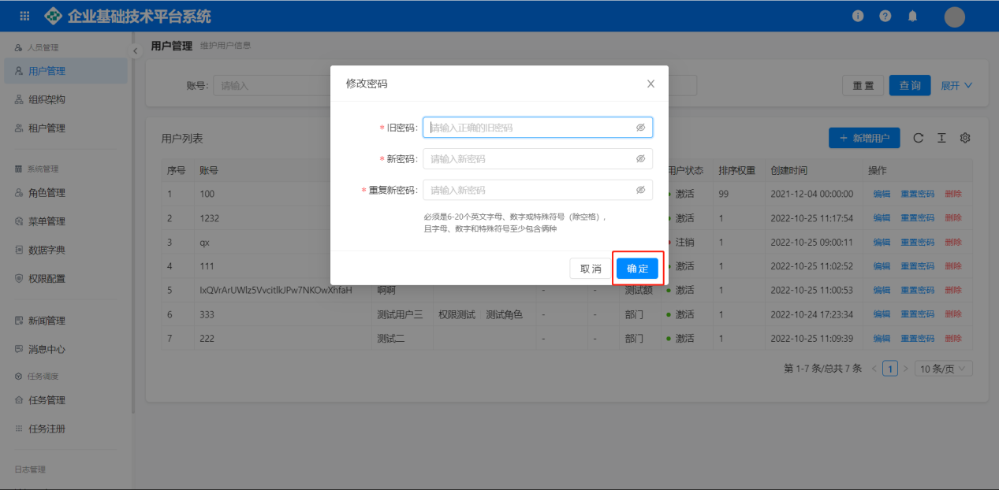 企业基础技术平台系统
人员管理
用户管理
组织架构
租户管理
系统管理
角色管理
菜单管理
数据字典
权限配置
新闻管理
消息中心
任务调度
任务管理
任务注册
日志管理
用户管理 维护用户信息
账号: 请输入
重 置 查 询 展开
用户列表
+ 新增用户
序号 账号 用户状态 排序权重 创建时间 操作
1 100 激活 99 2021-12-04 00:00:00 编辑 重置密码 删除
2 1232 激活 1 2022-10-25 11:17:54 编辑 重置密码 删除
3 qx 注销 1 2022-10-25 09:00:11 编辑 重置密码 删除
4 111 激活 1 2022-10-25 11:02:52 编辑 重置密码 删除
5 IxQVrArUWlz5VvcitlkJPw7NKOwXhfaH 啊啊 - - 测试额 激活 1 2022-10-25 11:00:53 编辑 重置密码 删除
6 333 测试用户三 权限测试 测试角色 - - 部门 激活 1 2022-10-24 17:23:34 编辑 重置密码 删除
7 222 测试二 - - 部门 激活 1 2022-10-25 11:09:39 编辑 重置密码 删除
第 1-7 条/总共 7 条 < 1 > 10 条/页
修改密码
* 旧密码: 请输入正确的旧密码
* 新密码: 请输入新密码
* 重复新密码: 请输入新密码
必须是6-20个英文字母、数字或特殊符号（除空格），
且字母、数字和特殊符号至少包含俩种
取 消 确 定